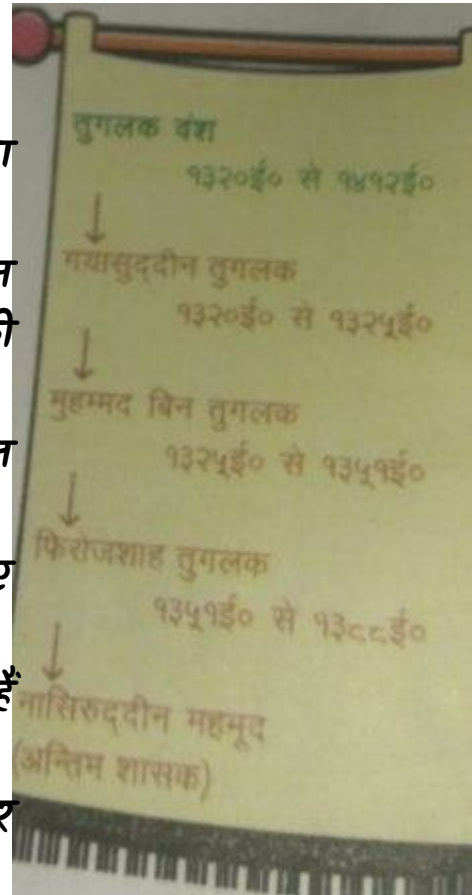 तुगलक वंश
१३२०ई० से १४१२ई०
गयासुद्दीन तुगलक
१३२०ई० से १३२५ई०
मुहम्मद बिन तुगलक
१३२५ई० से १३५१ई०
फिरोजशाह तुगलक
१३५१ई० से १३८८ई०
नासिरुद्दीन महमूद
(अन्तिम शासक)